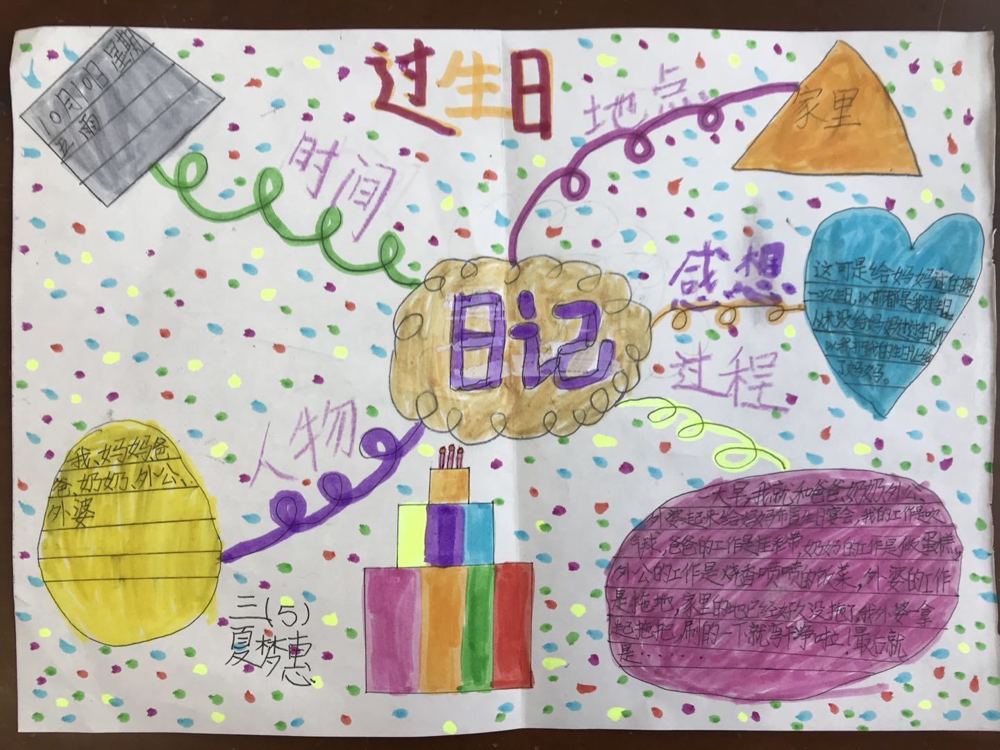 过生日
10月10日 星期
五 雨
时间
地点
家里
感想
这可是给妈妈过的第
一次生日,以前都是我过生日,
从来没给妈妈过过生日,所
以我把我的生日让给
了妈妈。
日记
过程
一大早,我就和爸爸、奶奶、外公、
外婆起来给妈妈布置生日宴会,我的工作是吹
气球,爸爸的工作是挂彩带,奶奶的工作是做蛋糕,
外公的工作是烧香喷喷的饭菜,外婆的工作
是拖地,家里的地已经好久没拖了,我外婆一拿
起拖把,刷的一下就弯干净啦!最后就
是……
人物
我、妈妈、爸
爸、奶奶、外公、
外婆
三(5)
夏梦惠